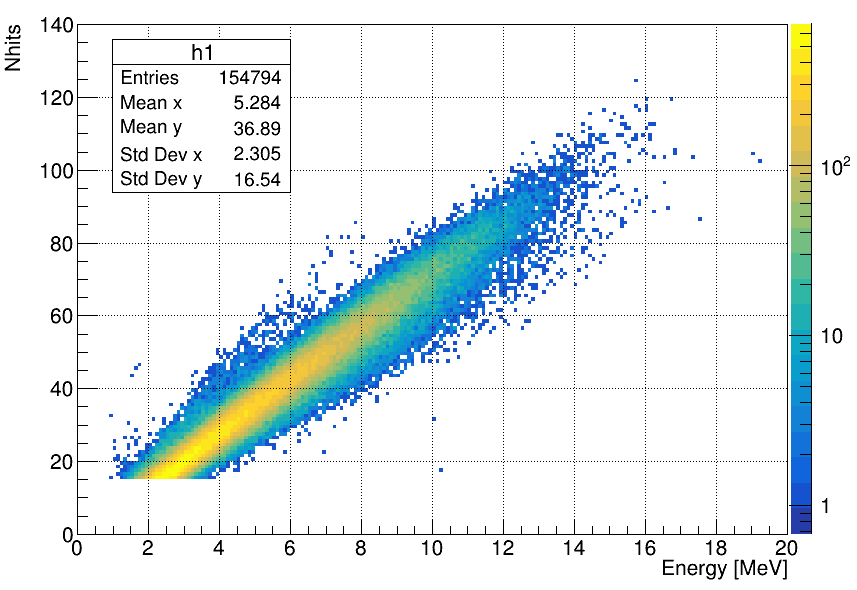 Nhits
140
120
100
80
60
40
20
0
h1
Entries 154794
Mean x 5.284
Mean y 36.89
Std Dev x 2.305
Std Dev y 16.54
10²
10
1
0 2 4 6 8 10 12 14 16 18 20
Energy [MeV]